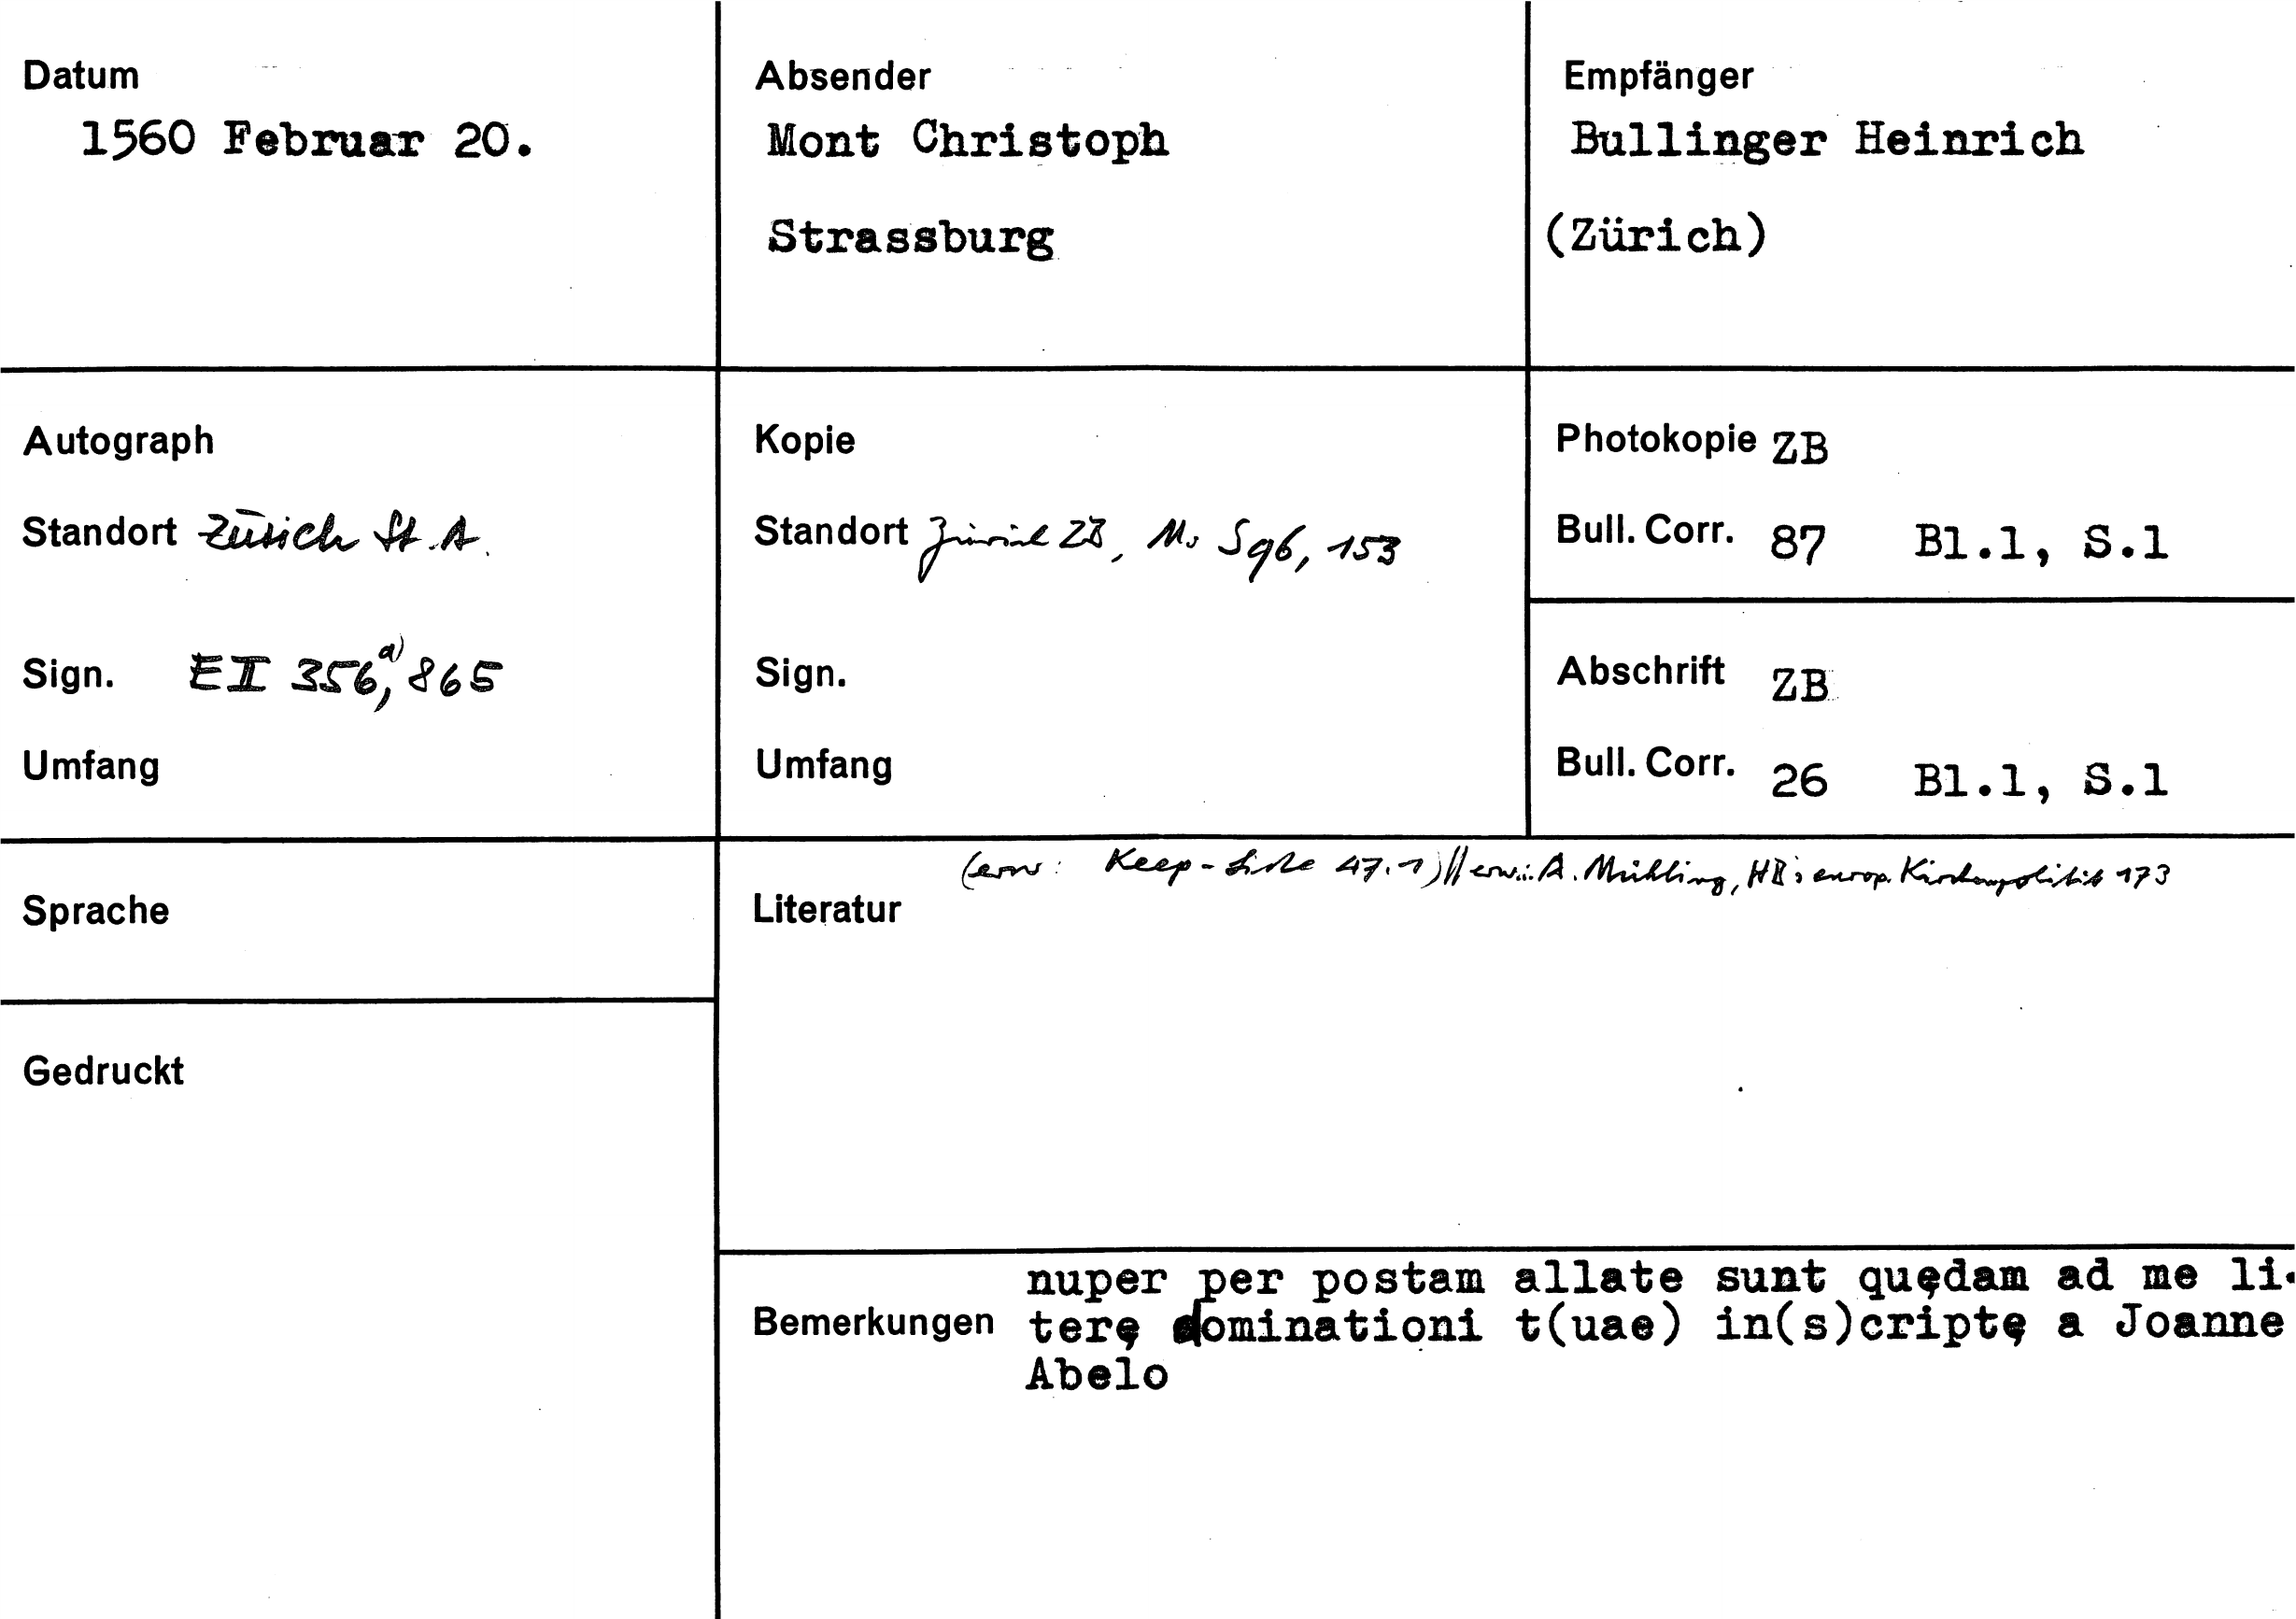 Datum
1560 Februar 20.
Absender
Mont Christoph
Strassburg
Empfänger
Bullinger Heinrich
(Zürich)
Autograph
Standort Zürich St.A.
Sign. E II 356a), 865
Umfang
Kopie
Standort Zürich ZB, Ms S 96, 153
Sign.
Umfang
Photokopie ZB
Bull. Corr. 87 Bl.1, S.1
Abschrift ZB
Bull. Corr. 26 Bl.1, S.1
Sprache
Gedruckt
(erw: Keep-Liste 47.1) // erw.: A. Mühling, HB's europ. Kirchenpolitik 173
Literatur
nuper per postam allate sunt quędam ad me li-
Bemerkungen terę dominationi t(uae) in(s)criptę a Joanne
Abelo